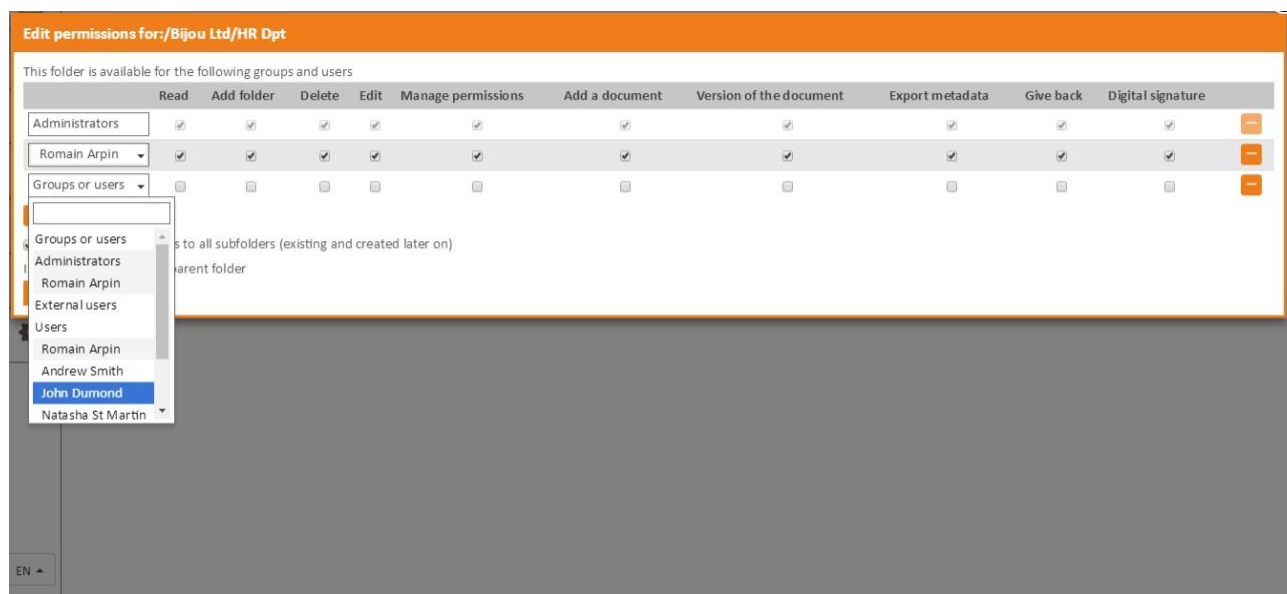 Edit permissions for:/Bijou Ltd/HR Dpt
This folder is available for the following groups and users
Read Add folder Delete Edit Manage permissions Add a document Version of the document Export metadata Give back Digital signature
Administrators
Romain Arpin
Groups or users
Groups or users
Administrators
Romain Arpin
External users
Users
Romain Arpin
Andrew Smith
John Dumond
Natasha St Martin
to all subfolders (existing and created later on)
parent folder
EN